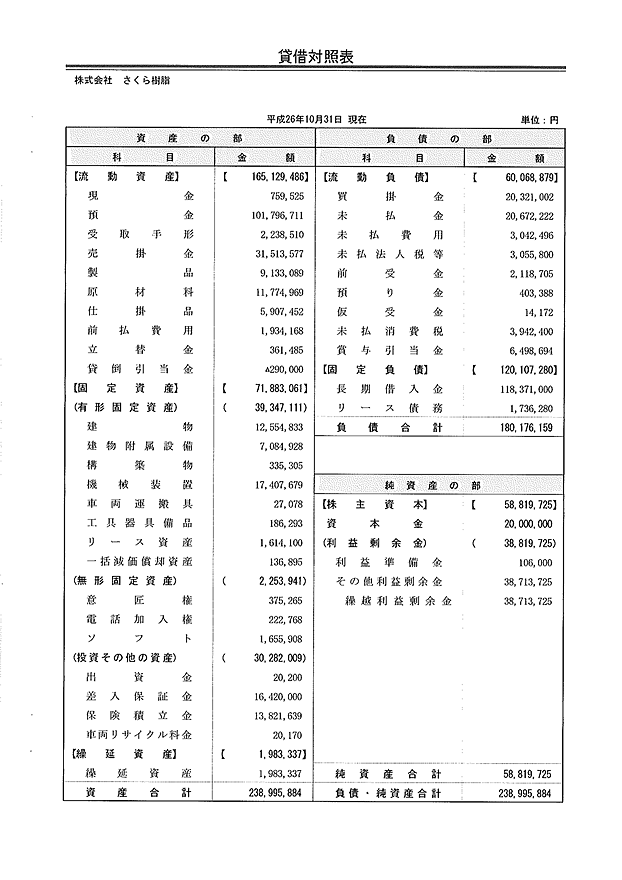 貸借対照表
株式会社 さくら樹脂
平成26年10月31日 現在 単位：円
資産の部
科目 金額
【流動資産】 【 165,129,486】
現金 759,525
預金 101,796,711
受取手形 2,238,510
売掛金 31,513,577
製品 9,133,089
原材料 11,774,969
仕掛品 5,907,452
前払費用 1,934,168
立替金 361,485
貸倒引当金 △290,000
【固定資産】 【 71,883,061】
(有形固定資産) ( 39,347,111)
建物 12,554,833
建物附属設備 7,084,928
構築物 335,305
機械装置 17,407,679
車両運搬具 27,078
工具器具備品 186,293
リース資産 1,614,100
一括減価償却資産 136,895
(無形固定資産) ( 2,253,941)
意匠権 375,265
電話加入権 222,768
ソフト 1,655,908
(投資その他の資産) ( 30,282,009)
出資金 20,200
差入保証金 16,420,000
保険積立金 13,821,639
車両リサイクル料金 20,170
【繰延資産】 【 1,983,337】
繰延資産 1,983,337
資産合計 238,995,884
負債の部
科目 金額
【流動負債】 【 60,068,879】
買掛金 20,321,002
未払金 20,672,222
未払費用 3,042,496
未払法人税等 3,055,800
前受金 2,118,705
預り金 403,388
仮受金 14,172
未払消費税 3,942,400
賞与引当金 6,498,694
【固定負債】 【 120,107,280】
長期借入金 118,371,000
リース債務 1,736,280
負債合計 180,176,159
純資産の部
【株主資本】 【 58,819,725】
資本金 20,000,000
(利益剰余金) ( 38,819,725)
利益準備金 106,000
その他利益剰余金 38,713,725
繰越利益剰余金 38,713,725
純資産合計 58,819,725
負債・純資産合計 238,995,884